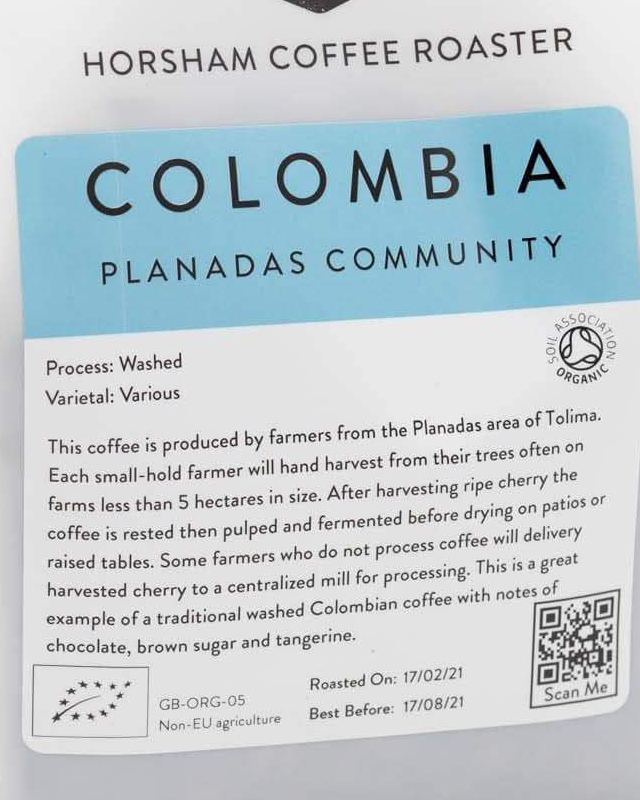 HORSHAM COFFEE ROASTER
COLOMBIA
PLANADAS COMMUNITY
Process: Washed
Varietal: Various
SOIL ASSOCIATION
ORGANIC
This coffee is produced by farmers from the Planadas area of Tolima.
Each small-hold farmer will hand harvest from their trees often on
farms less than 5 hectares in size. After harvesting ripe cherry the
coffee is rested then pulped and fermented before drying on patios or
raised tables. Some farmers who do not process coffee will delivery
harvested cherry to a centralized mill for processing. This is a great
example of a traditional washed Colombian coffee with notes of
chocolate, brown sugar and tangerine.
GB-ORG-05
Non-EU agriculture
Roasted On: 17/02/21
Best Before: 17/08/21
Scan Me